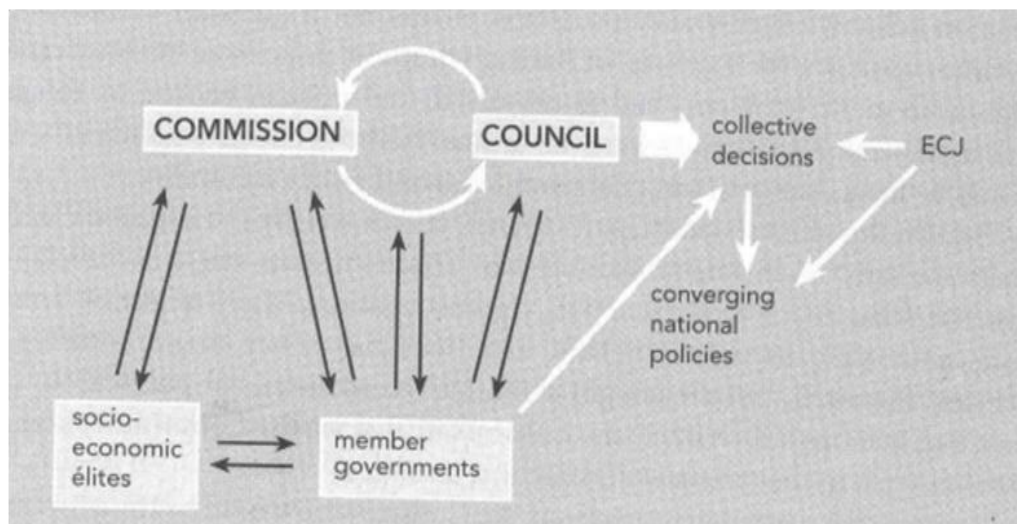 COMMISSION
COUNCIL
collective
decisions
ECJ
converging
national
policies
socio-
economic
élites
member
governments